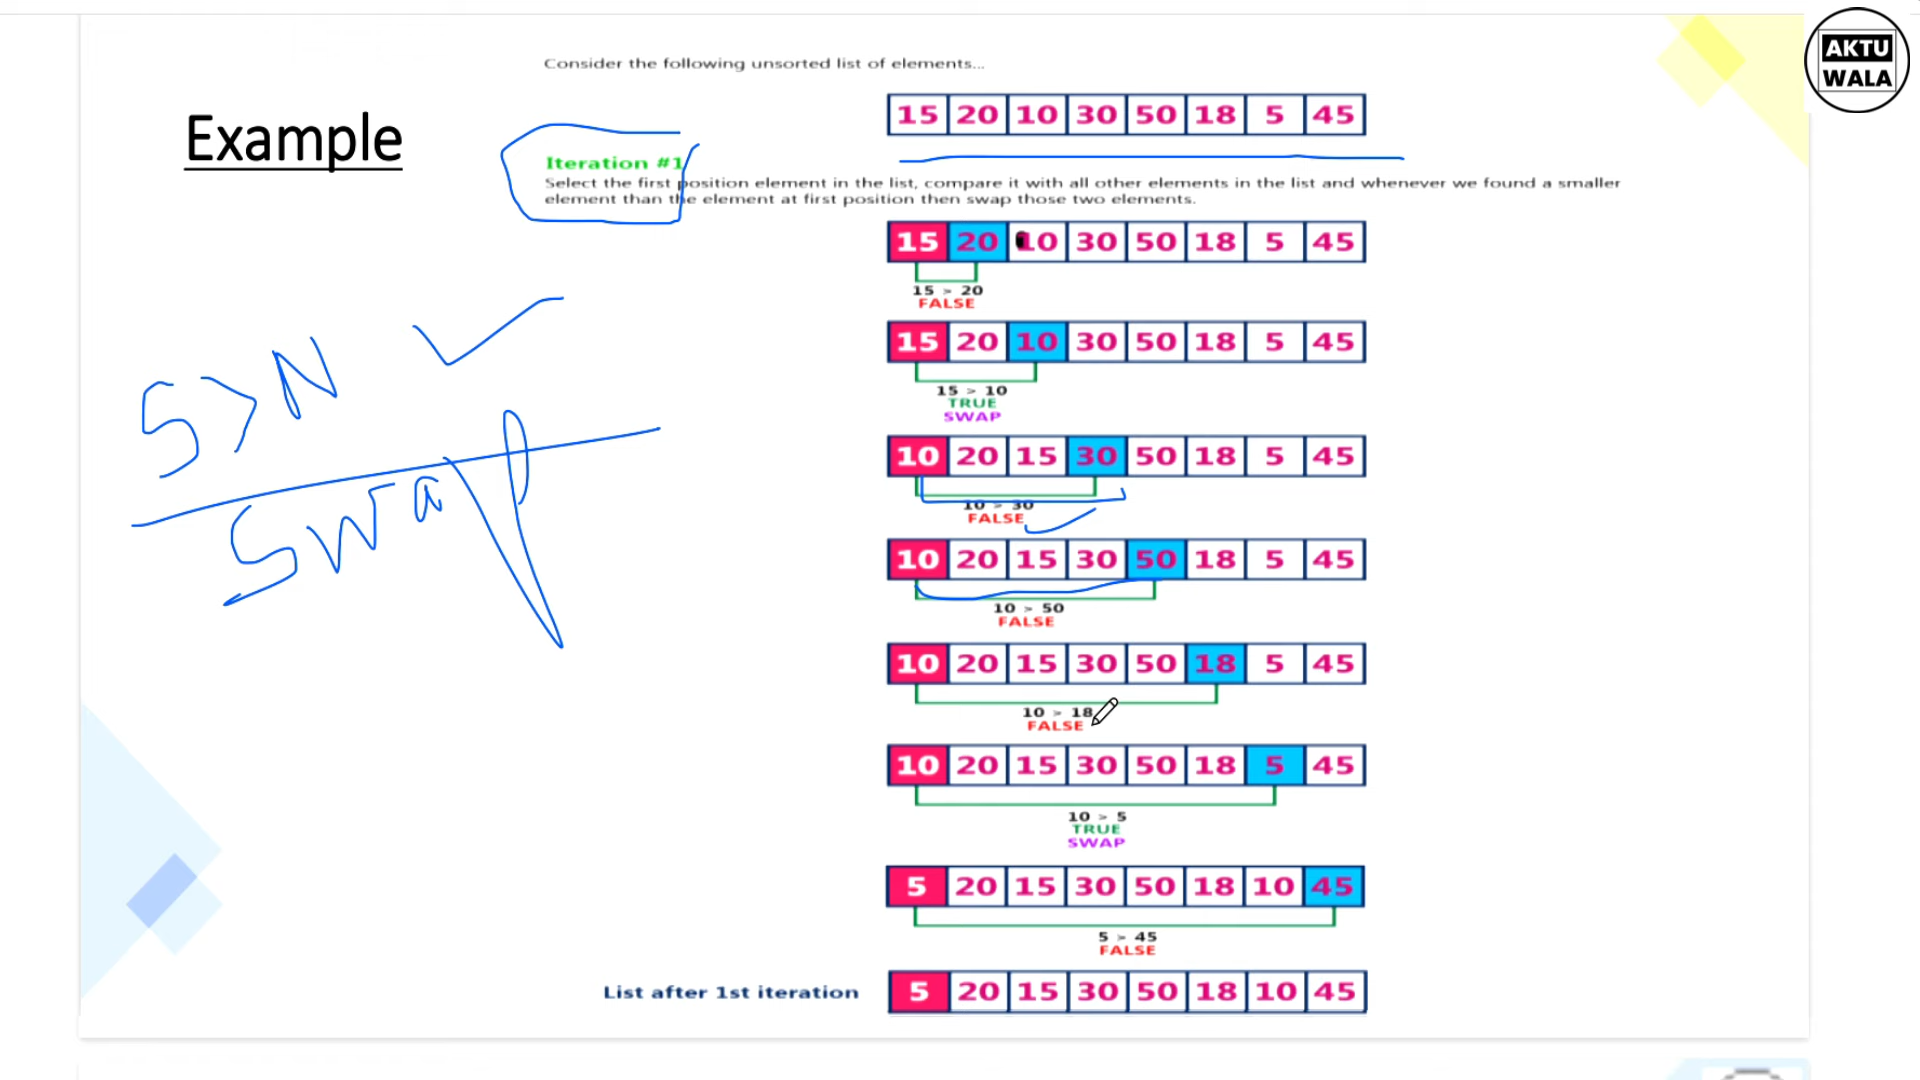 AKTU
WALA
Consider the following unsorted list of elements...
Example
15 20 10 30 50 18 5 45
Iteration #1
Select the first position element in the list, compare it with all other elements in the list and whenever we found a smaller
element than the element at first position then swap those two elements.
15 20 10 30 50 18 5 45
15 > 20
FALSE
S>N
15 20 10 30 50 18 5 45
15 > 10
TRUE
SWAP
Swap
10 20 15 30 50 18 5 45
10 > 30
FALSE
10 20 15 30 50 18 5 45
10 > 50
FALSE
10 20 15 30 50 18 5 45
10 > 18
FALSE
10 20 15 30 50 18 5 45
10 > 5
TRUE
SWAP
5 20 15 30 50 18 10 45
5 > 45
FALSE
List after 1st iteration 5 20 15 30 50 18 10 45